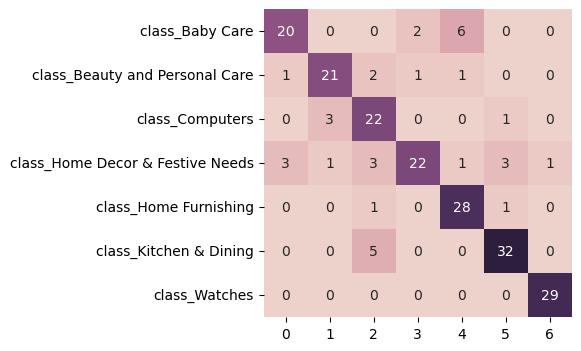 class_Baby Care 20 0 0 2 6 0 0
class_Beauty and Personal Care 1 21 2 1 1 0 0
class_Computers 0 3 22 0 0 1 0
class_Home Decor & Festive Needs 3 1 3 22 1 3 1
class_Home Furnishing 0 0 1 0 28 1 0
class_Kitchen & Dining 0 0 5 0 0 32 0
class_Watches 0 0 0 0 0 0 29
0 1 2 3 4 5 6